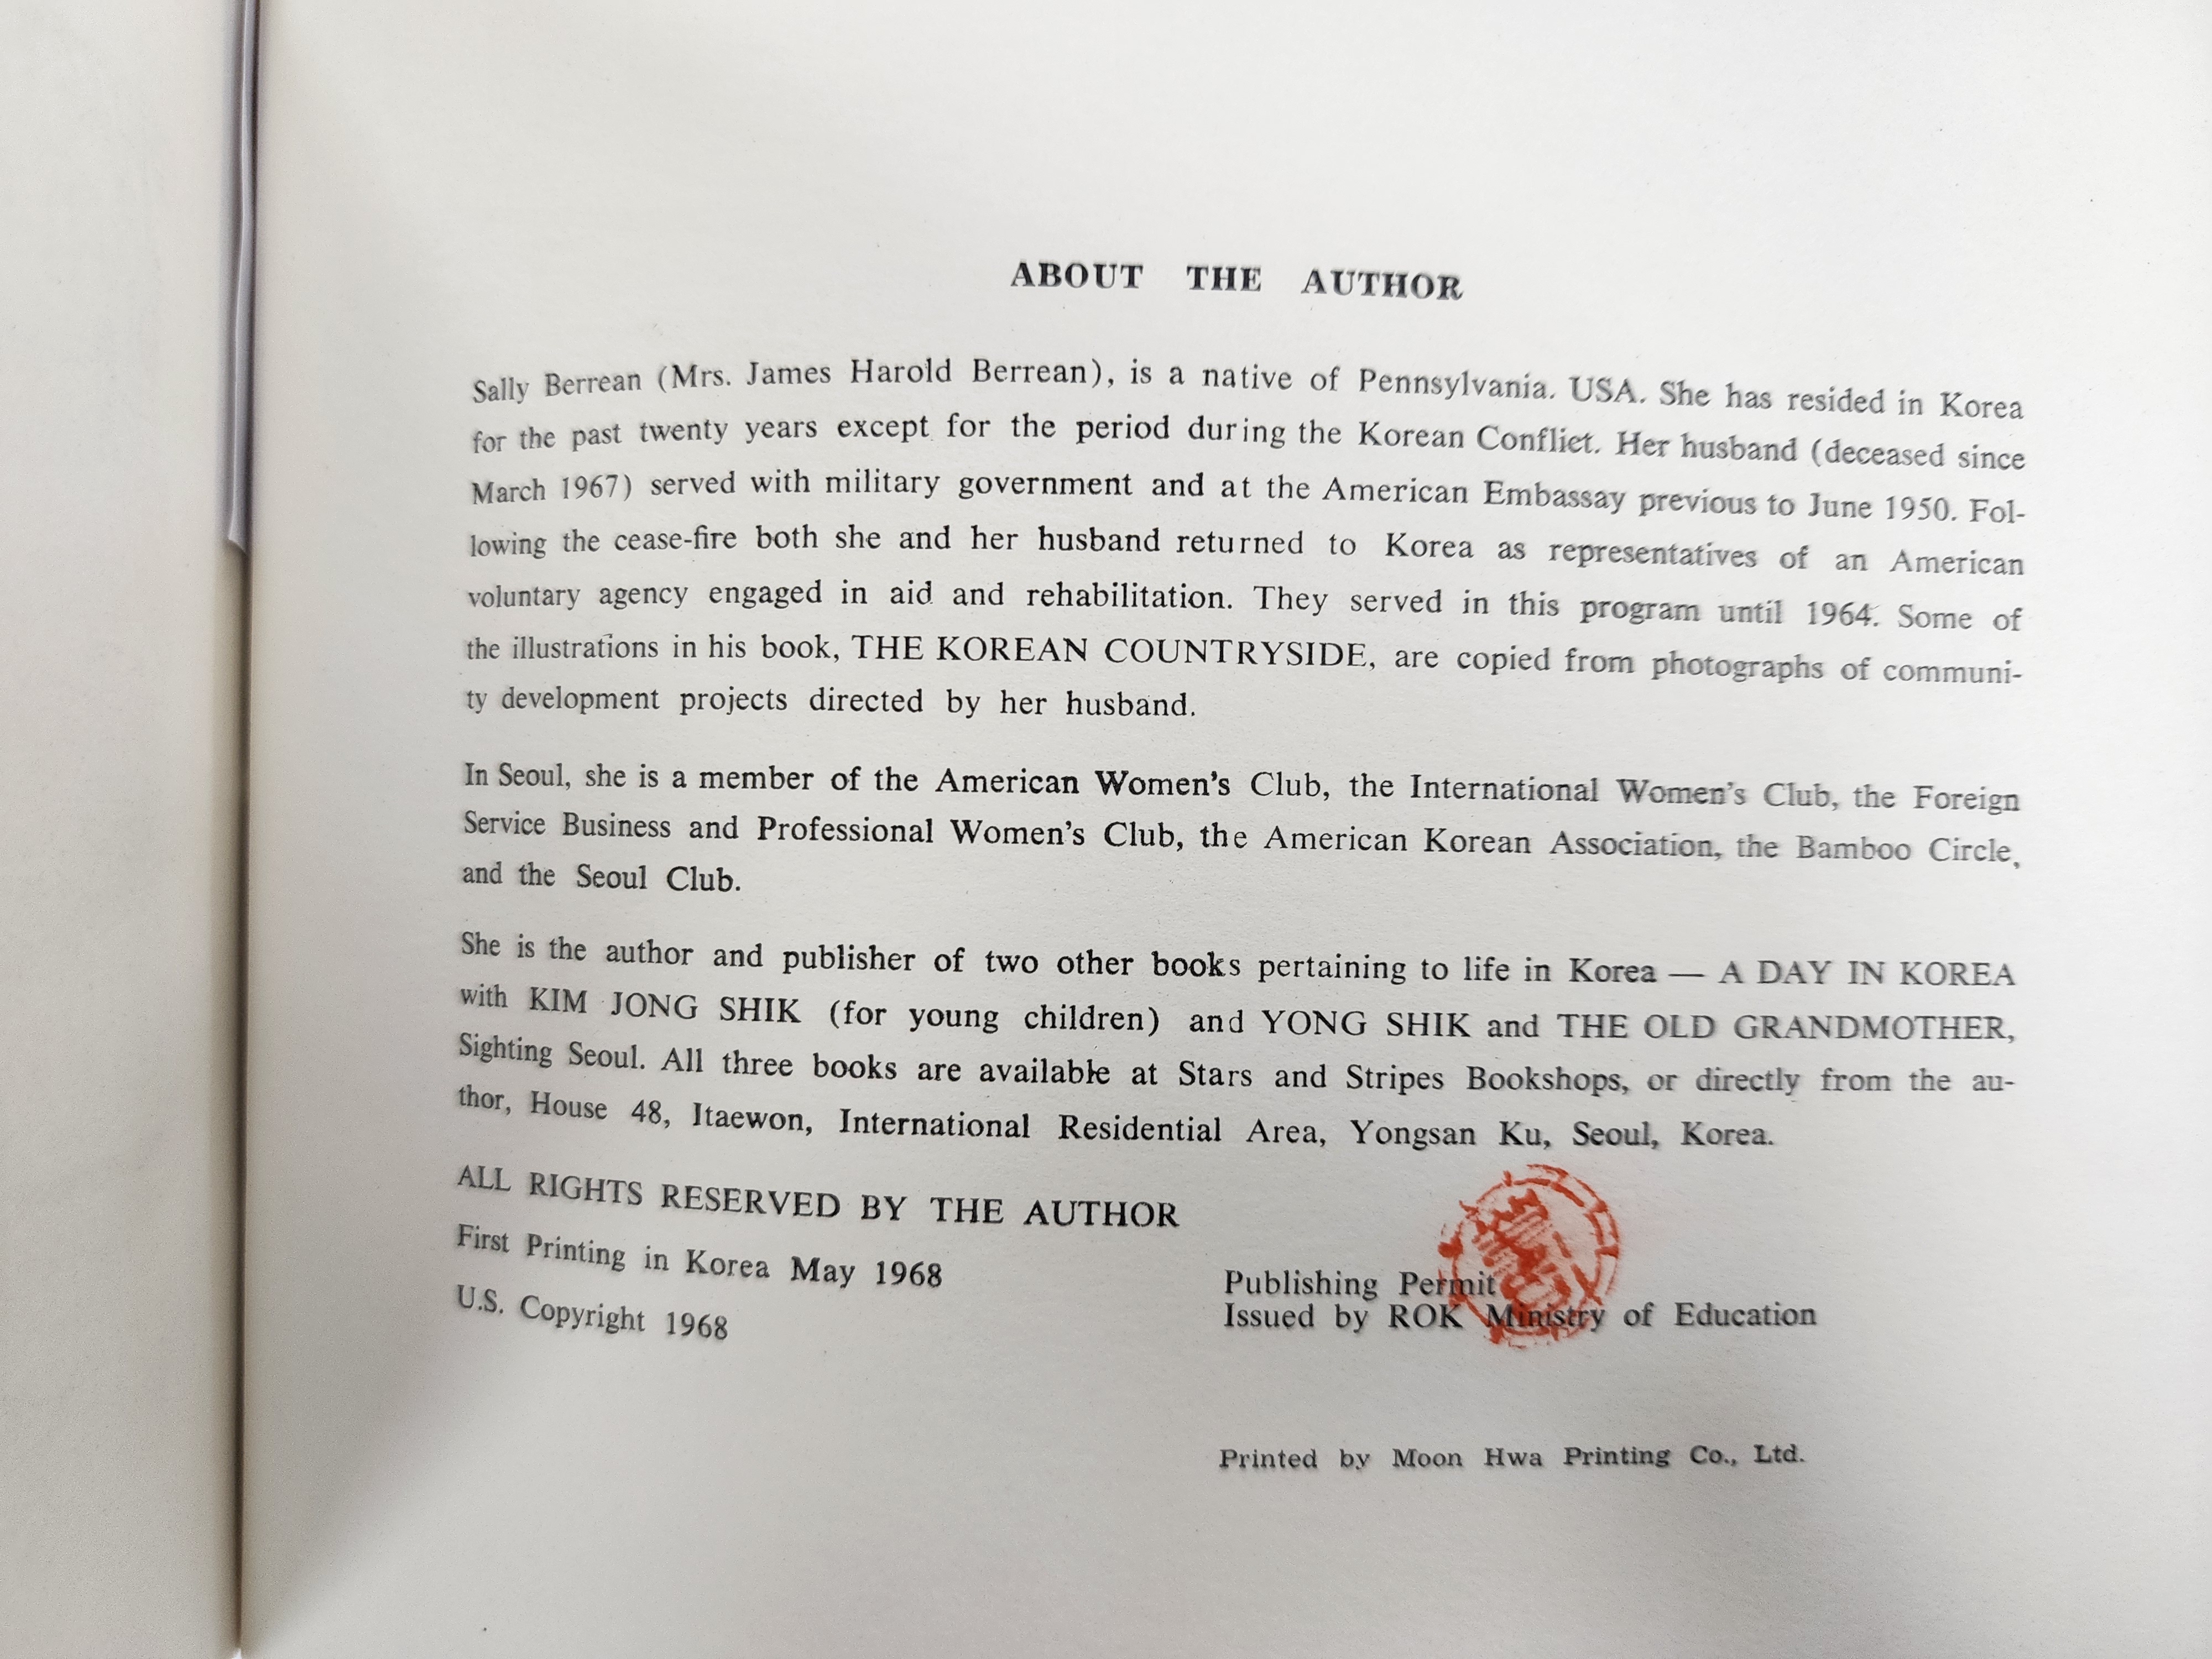 ABOUT THE AUTHOR
Sally Berrean (Mrs. James Harold Berrean), is a native of Pennsylvania. USA. She has resided in Korea
for the past twenty years except for the period during the Korean Conflict. Her husband (deceased since
March 1967) served with military government and at the American Embassay previous to June 1950. Fol-
lowing the cease-fire both she and her husband returned to Korea as representatives of an American
voluntary agency engaged in aid and rehabilitation. They served in this program until 1964. Some of
the illustrations in his book, THE KOREAN COUNTRYSIDE, are copied from photographs of communi-
ty development projects directed by her husband.
In Seoul, she is a member of the American Women's Club, the International Women's Club, the Foreign
Service Business and Professional Women's Club, the American Korean Association, the Bamboo Circle,
and the Seoul Club.
She is the author and publisher of two other books pertaining to life in Korea — A DAY IN KOREA
with KIM JONG SHIK (for young children) and YONG SHIK and THE OLD GRANDMOTHER,
Sighting Seoul. All three books are available at Stars and Stripes Bookshops, or directly from the au-
thor, House 48, Itaewon, International Residential Area, Yongsan Ku, Seoul, Korea.
ALL RIGHTS RESERVED BY THE AUTHOR
First Printing in Korea May 1968
U.S. Copyright 1968
Publishing Permit
Issued by ROK Ministry of Education
Printed by Moon Hwa Printing Co., Ltd.